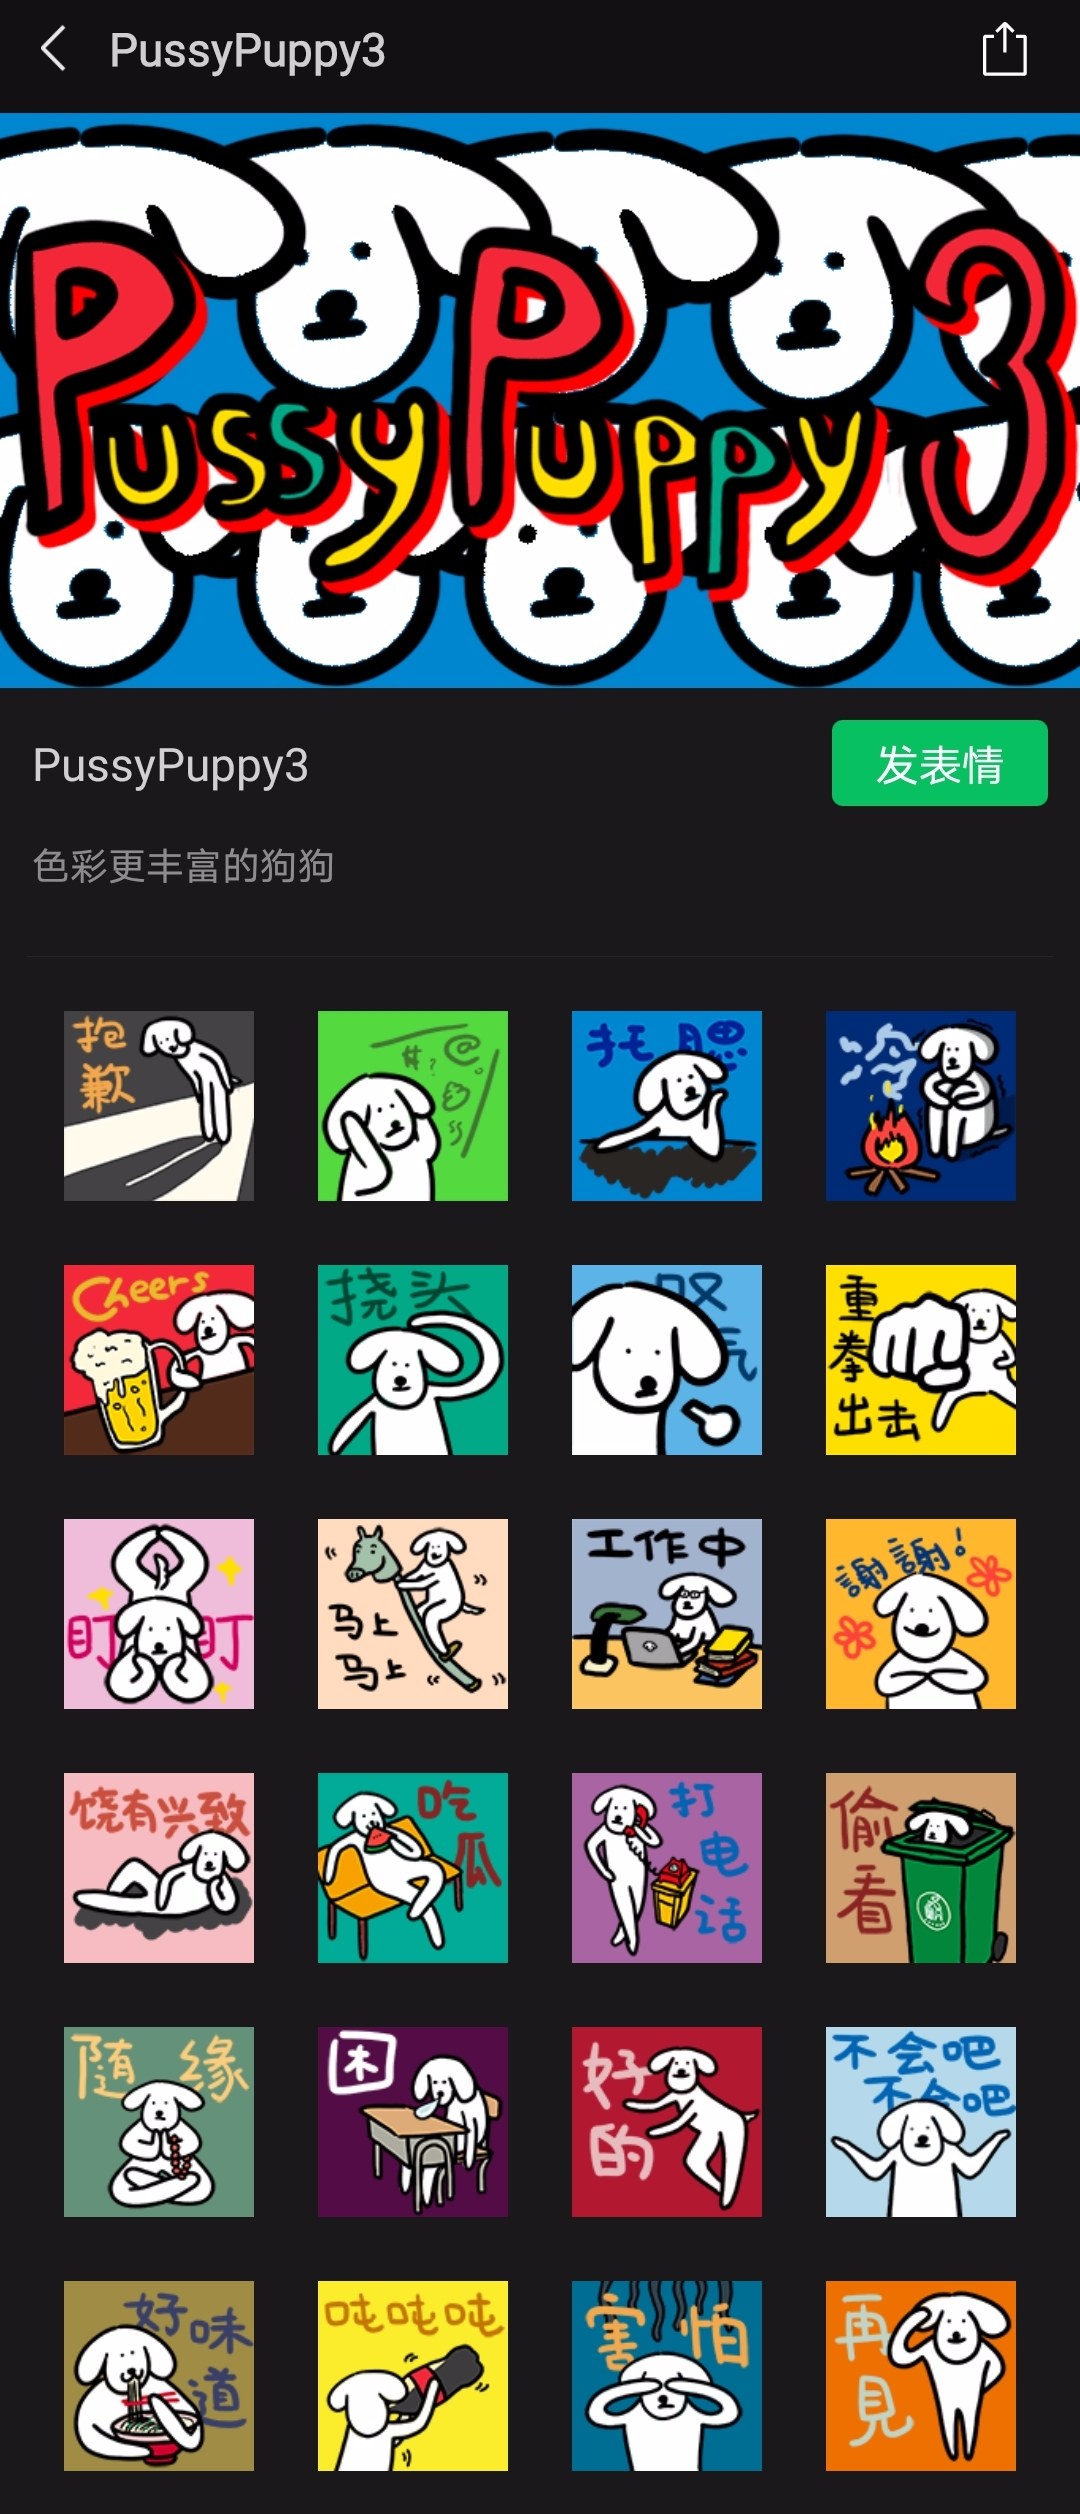 PussyPuppy3
PussyPuppy3
PussyPuppy3
发表情
色彩更丰富的狗狗
抱
歉
#?@
托腮
冷
Cheers
挠头
叹
气
重
拳
出击
盯 盯
马上
马上
工作中
謝謝!
饶有兴致
吃
瓜
打
电
话
偷
看
随 缘
困
好
的
不会吧
不会吧
好味
道
吨吨吨
害怕
再
見